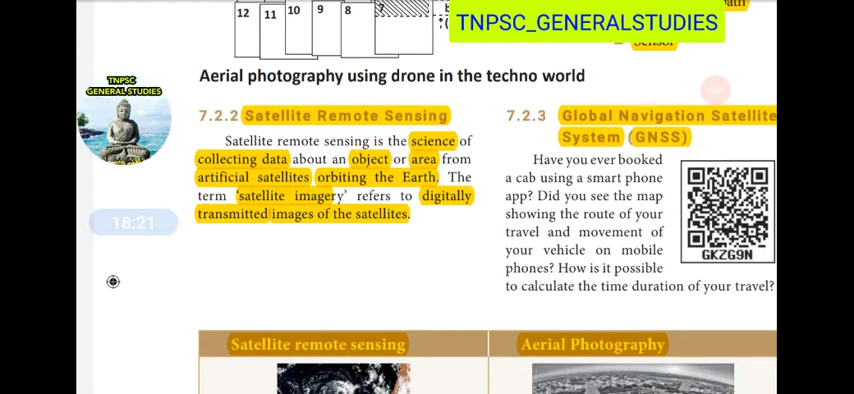 12 11 10 9 8 7
TNPSC_GENERALSTUDIES
Sensor
Aerial photography using drone in the techno world
TNPSC
GENERAL STUDIES
7.2.2 Satellite Remote Sensing
Satellite remote sensing is the science of
collecting data about an object or area from
artificial satellites orbiting the Earth. The
term ‘satellite imagery’ refers to digitally
transmitted images of the satellites.
18:21
7.2.3 Global Navigation Satellite
System (GNSS)
Have you ever booked
a cab using a smart phone
app? Did you see the map
showing the route of your
travel and movement of
your vehicle on mobile
phones? How is it possible
to calculate the time duration of your travel?
GKZG9N
Satellite remote sensing
Aerial Photography